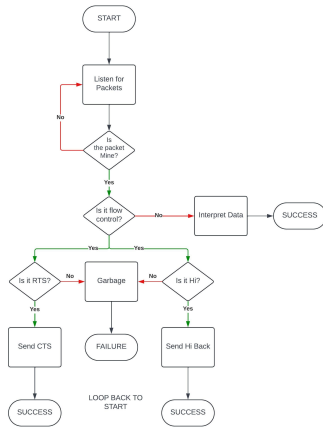 START
Listen for
Packets
No
Is
the packet
Mine?
Yes
Is it flow
control?
No
Interpret Data
SUCCESS
Yes
Yes
Is it RTS?
No
Garbage
No
Is it Hi?
Yes
Yes
Send CTS
FAILURE
Send Hi Back
LOOP BACK TO
START
SUCCESS
SUCCESS